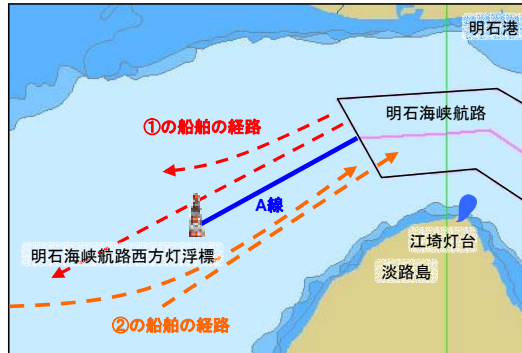 明石港
明石海峡航路
①の船舶の経路
A線
明石海峡航路西方灯浮標
江埼灯台
淡路島
②の船舶の経路